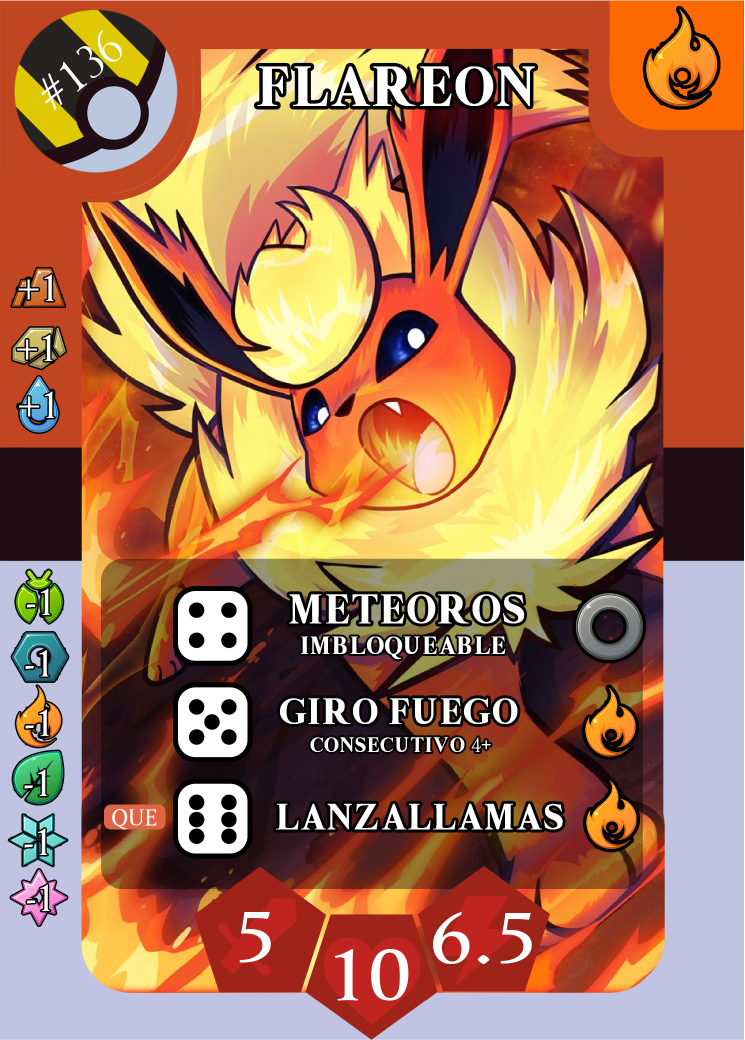 #136
FLAREON
+1
+1
+1
-1
-1
-1
-1
-1
-1
METEOROS
IMBLOQUEABLE
GIRO FUEGO
CONSECUTIVO 4+
QUE
LANZALLAMAS
5
10
6.5